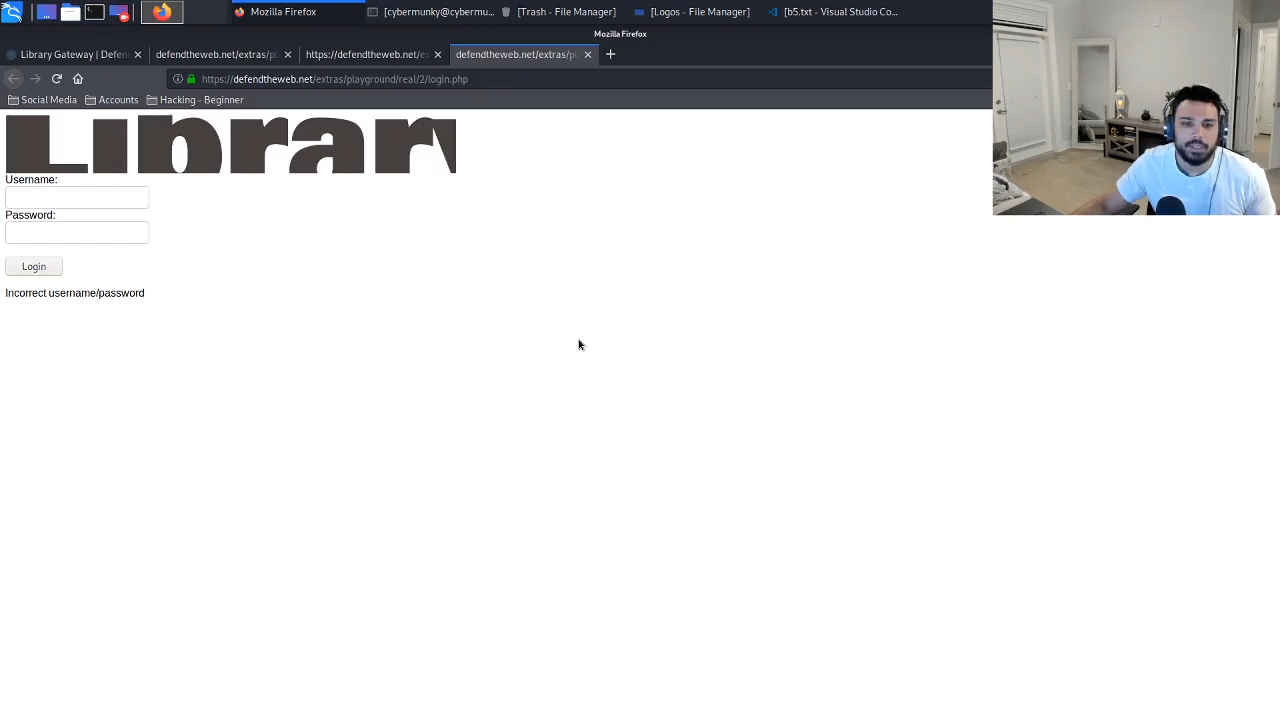 Mozilla Firefox
[cybermunky@cybermu...
[Trash - File Manager]
[Logos - File Manager]
[b5.txt - Visual Studio Co...
Mozilla Firefox
Library Gateway | Defen
defendtheweb.net/extras/pl
https://defendtheweb.net/ex
defendtheweb.net/extras/pl
https://defendtheweb.net/extras/playground/real/2/login.php
Social Media
Accounts
Hacking - Beginner
Library
Username:
Password:
Login
Incorrect username/password